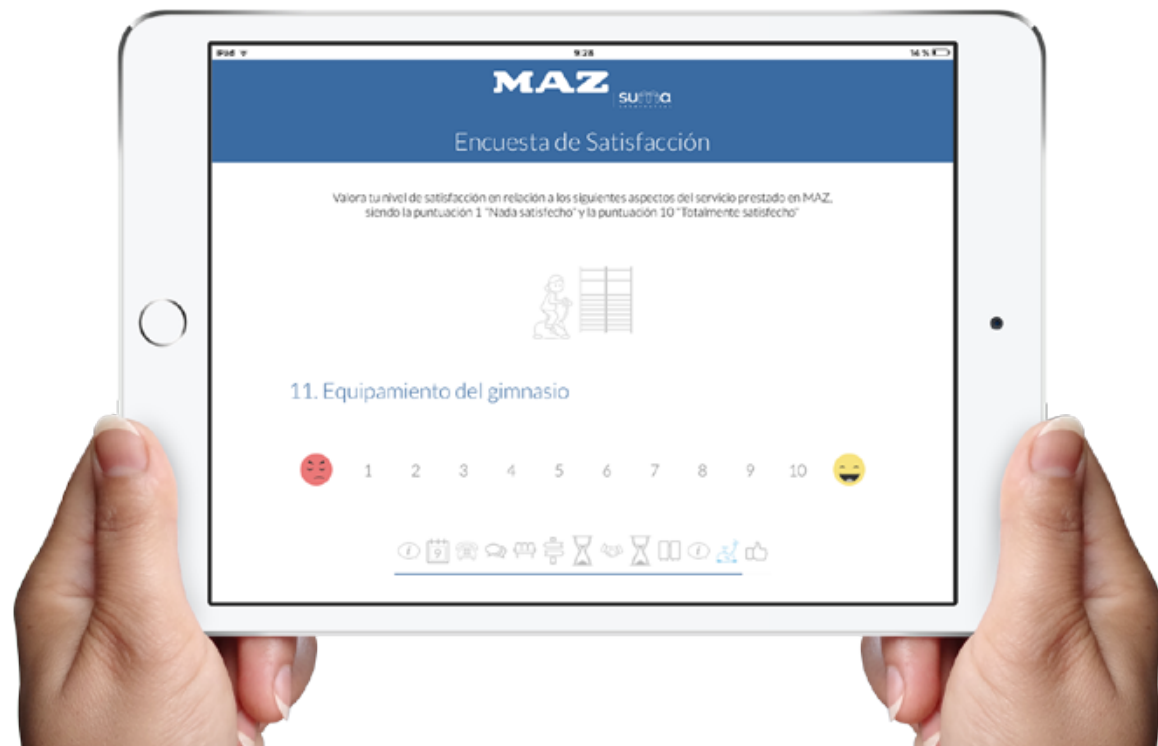 iPad
9:28
14 %
MAZ
suma
Encuesta de Satisfacción
Valora tu nivel de satisfacción en relación a los siguientes aspectos del servicio prestado en MAZ,
siendo la puntuación 1 "Nada satisfecho" y la puntuación 10 "Totalmente satisfecho"
11. Equipamiento del gimnasio
1 2 3 4 5 6 7 8 9 10
i 9 i